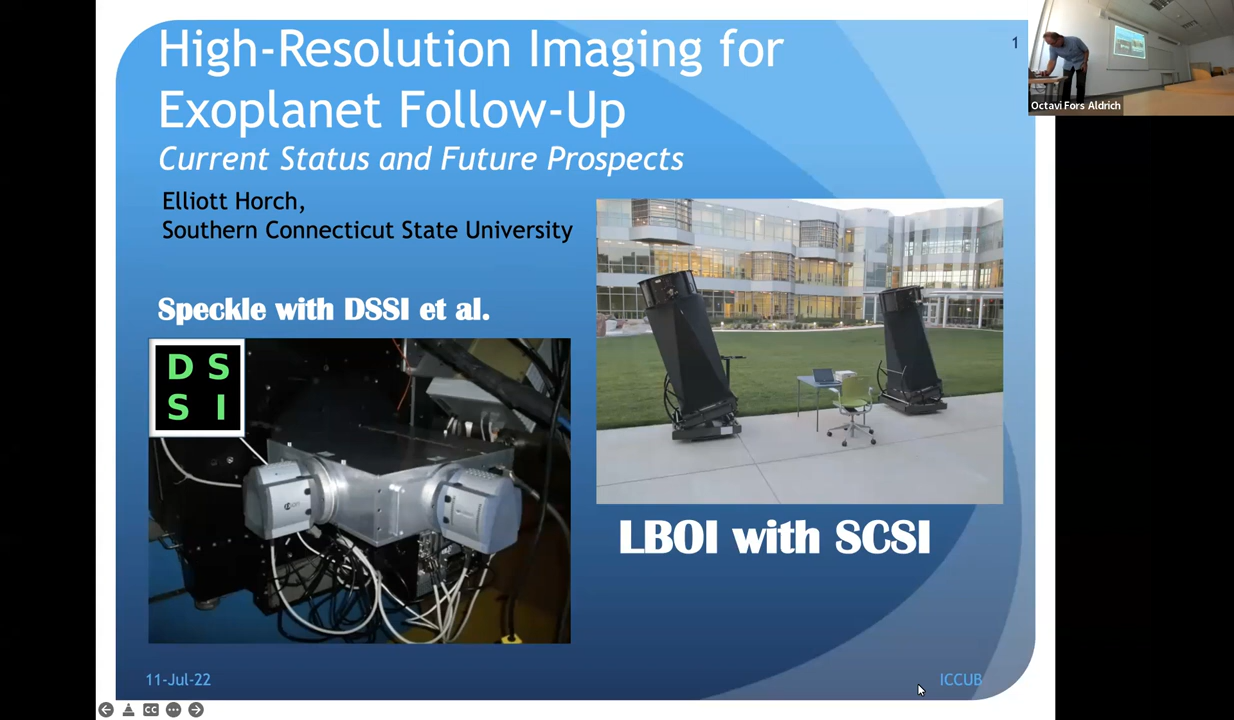 High-Resolution Imaging for
Exoplanet Follow-Up
Current Status and Future Prospects
1
Elliott Horch,
Southern Connecticut State University
Speckle with DSSI et al.
D S
S I
LBOI with SCSI
11-Jul-22
ICCUB
CC
Octavi Fors Aldrich